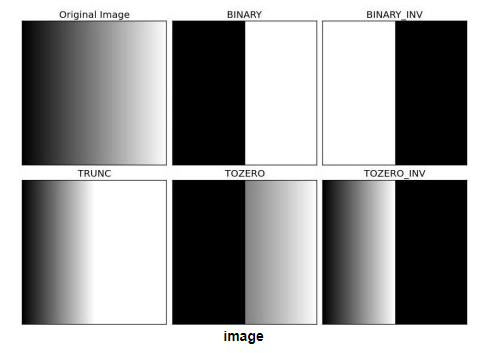 Original Image
BINARY
BINARY_INV
TRUNC
TOZERO
TOZERO_INV
image